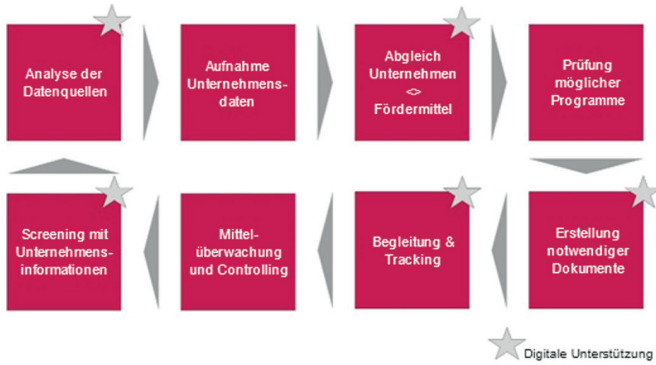 Analyse der
Datenquellen
Aufnahme
Unternehmens-
daten
Abgleich
Unternehmen
<>
Fördermittel
Prüfung
möglicher
Programme
Screening mit
Unternehmens-
informationen
Mittel-
überwachung
und Controlling
Begleitung &
Tracking
Erstellung
notwendiger
Dokumente
Digitale Unterstützung